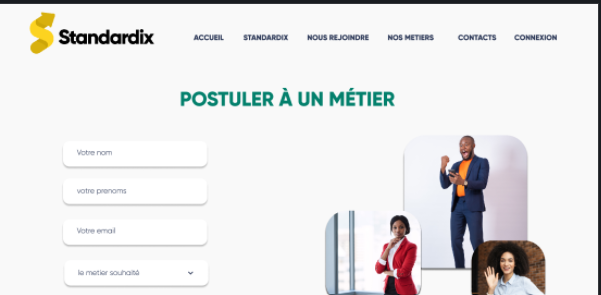 Standardix
ACCUEIL STANDARDIX NOUS REJOINDRE NOS METIERS CONTACTS CONNEXION
POSTULER À UN MÉTIER
Votre nom
votre prenoms
Votre email
le metier souhaité